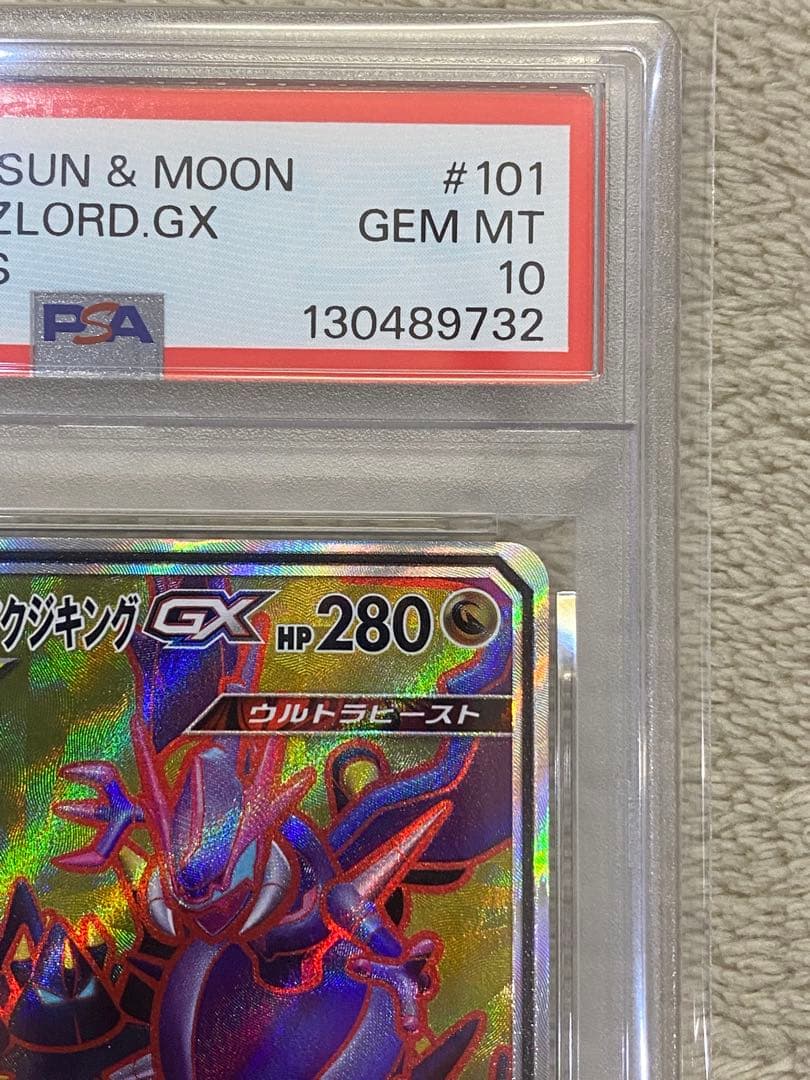 SUN & MOON #101
ZLORD.GX GEM MT
S 10
PSA 130489732
クジキング GX HP 280
ウルトラビースト